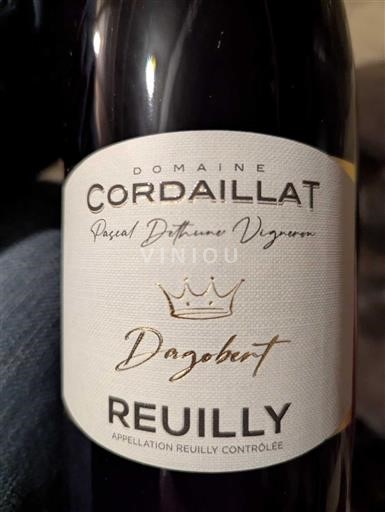 DOMAINE
CORDAILLAT
Pascal Dethune Vigneron
VINIOU
Dagobert
REUILLY
APPELLATION REUILLY CONTRÔLÉE